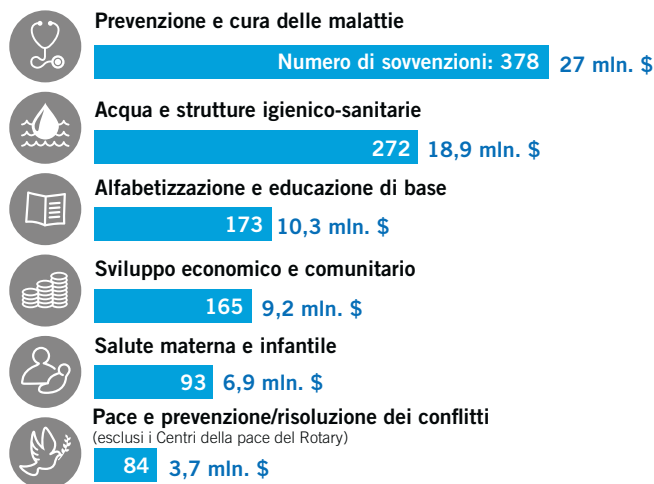 Prevenzione e cura delle malattie
Numero di sovvenzioni: 378 27 mln. $
Acqua e strutture igienico-sanitarie
272 18,9 mln. $
Alfabetizzazione e educazione di base
173 10,3 mln. $
Sviluppo economico e comunitario
165 9,2 mln. $
Salute materna e infantile
93 6,9 mln. $
Pace e prevenzione/risoluzione dei conflitti
(esclusi i Centri della pace del Rotary)
84 3,7 mln. $